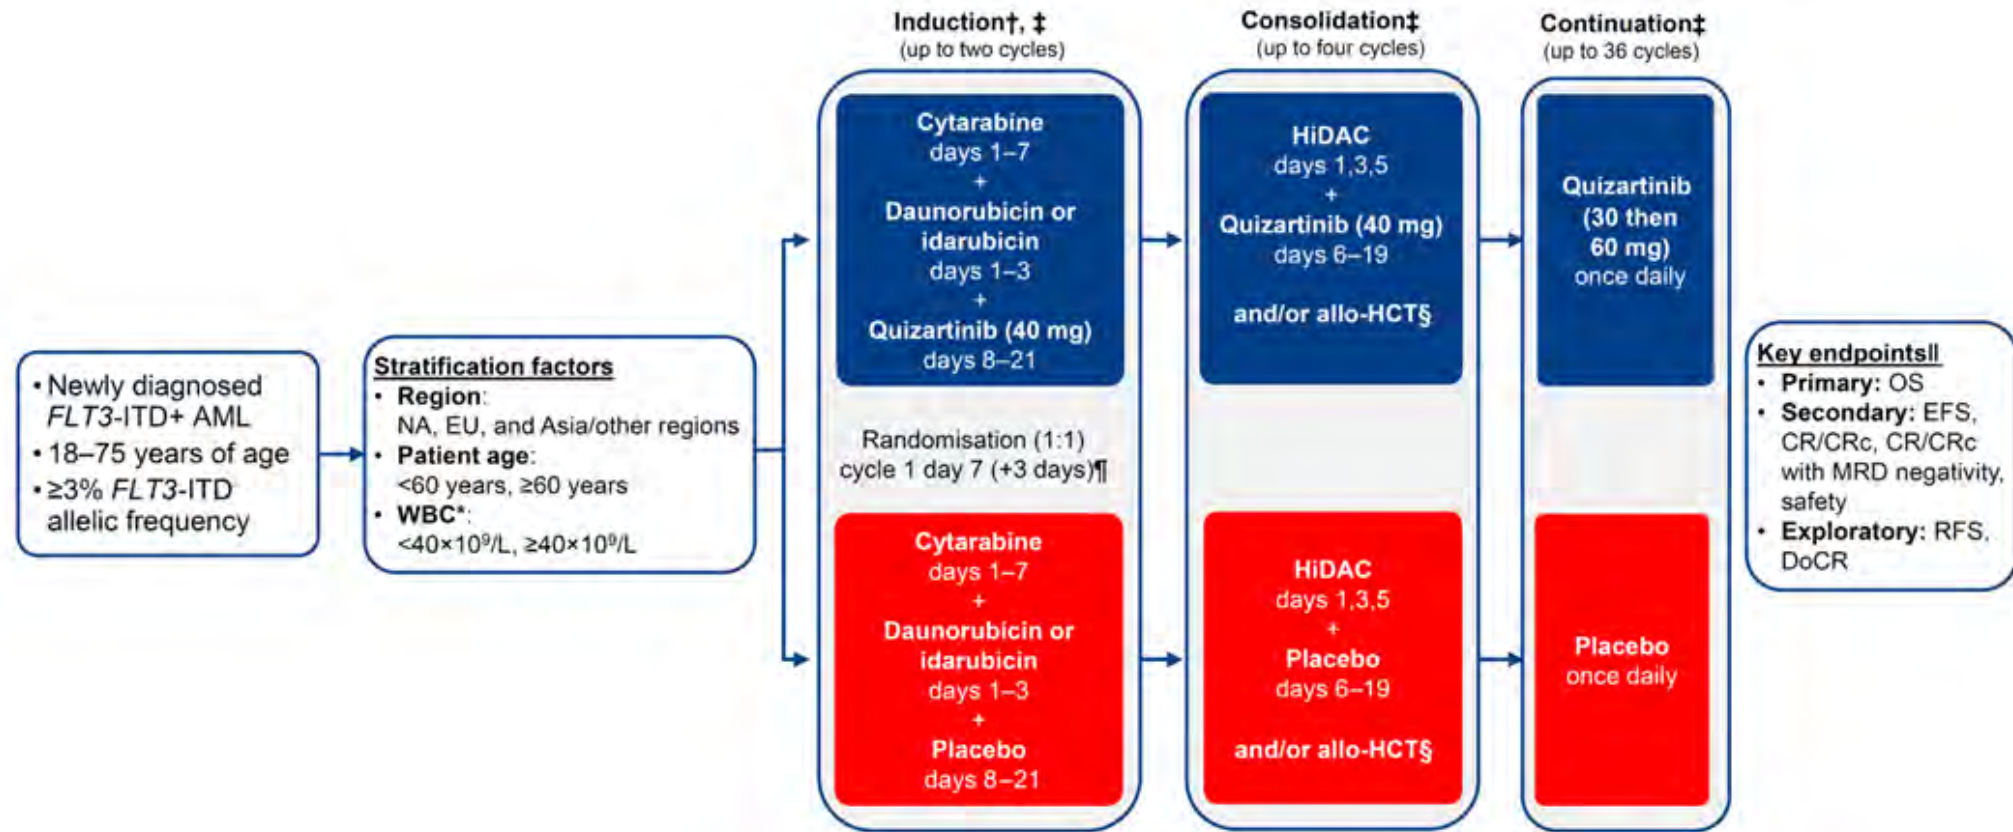 • Newly diagnosed
FLT3-ITD+ AML
• 18–75 years of age
• ≥3% FLT3-ITD
allelic frequency
Stratification factors
• Region:
NA, EU, and Asia/other regions
• Patient age:
<60 years, ≥60 years
• WBC*:
<40×10⁹/L, ≥40×10⁹/L
Induction†, ‡
(up to two cycles)
Cytarabine
days 1–7
+
Daunorubicin or
idarubicin
days 1–3
+
Quizartinib (40 mg)
days 8–21
Randomisation (1:1)
cycle 1 day 7 (+3 days)¶
Cytarabine
days 1–7
+
Daunorubicin or
idarubicin
days 1–3
+
Placebo
days 8–21
Consolidation‡
(up to four cycles)
HiDAC
days 1,3,5
+
Quizartinib (40 mg)
days 6–19
and/or allo-HCT§
HiDAC
days 1,3,5
+
Placebo
days 6–19
and/or allo-HCT§
Continuation‡
(up to 36 cycles)
Quizartinib
(30 then
60 mg)
once daily
Placebo
once daily
Key endpoints‖
• Primary: OS
• Secondary: EFS,
CR/CRc, CR/CRc
with MRD negativity,
safety
• Exploratory: RFS,
DoCR